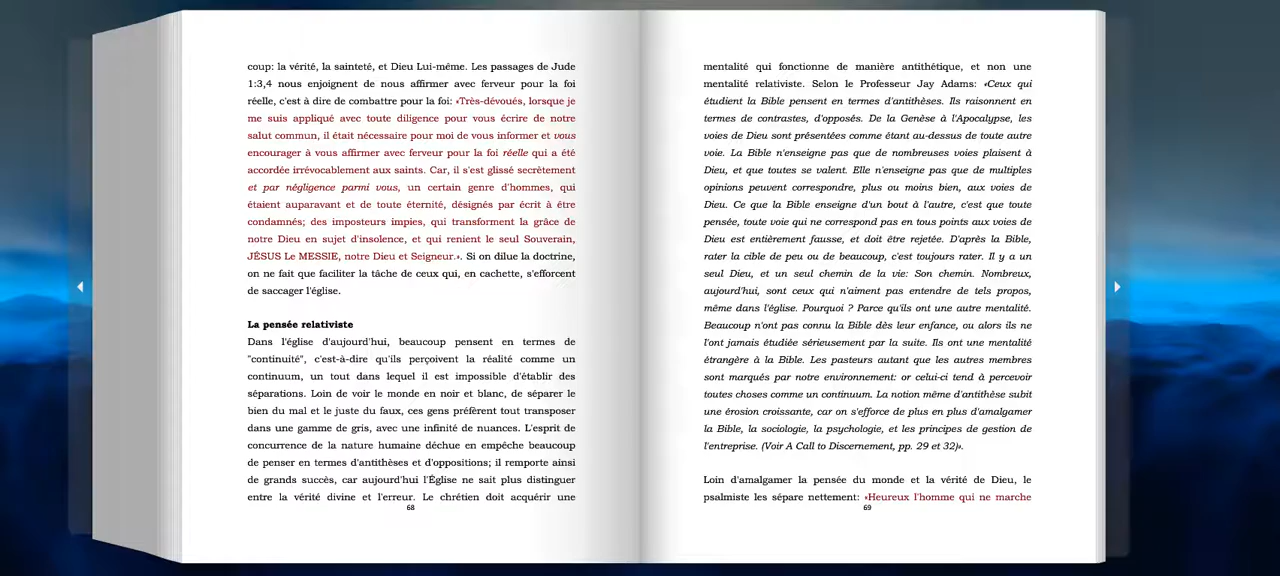 coup: la vérité, la sainteté, et Dieu Lui-même. Les passages de Jude
1:3,4 nous enjoignent de nous affirmer avec ferveur pour la foi
réelle, c'est à dire de combattre pour la foi: «Très-dévoués, lorsque je
me suis appliqué avec toute diligence pour vous écrire de notre
salut commun, il était nécessaire pour moi de vous informer et vous
encourager à vous affirmer avec ferveur pour la foi réelle qui a été
accordée irrévocablement aux saints. Car, il s'est glissé secrètement
et par négligence parmi vous, un certain genre d'hommes, qui
étaient auparavant et de toute éternité, désignés par écrit à être
condamnés; des imposteurs impies, qui transforment la grâce de
notre Dieu en sujet d'insolence, et qui renient le seul Souverain,
JÉSUS Le MESSIE, notre Dieu et Seigneur.». Si on dilue la doctrine,
on ne fait que faciliter la tâche de ceux qui, en cachette, s'efforcent
de saccager l'église.
La pensée relativiste
Dans l'église d'aujourd'hui, beaucoup pensent en termes de
"continuité", c'est-à-dire qu'ils perçoivent la réalité comme un
continuum, un tout dans lequel il est impossible d'établir des
séparations. Loin de voir le monde en noir et blanc, de séparer le
bien du mal et le juste du faux, ces gens préfèrent tout transposer
dans une gamme de gris, avec une infinité de nuances. L'esprit de
concurrence de la nature humaine déchue en empêche beaucoup
de penser en termes d'antithèses et d'oppositions; il remporte ainsi
de grands succès, car aujourd'hui l'Église ne sait plus distinguer
entre la vérité divine et l'erreur. Le chrétien doit acquérir une
68
mentalité qui fonctionne de manière antithétique, et non une
mentalité relativiste. Selon le Professeur Jay Adams: «Ceux qui
étudient la Bible pensent en termes d'antithèses. Ils raisonnent en
termes de contrastes, d'opposés. De la Genèse à l'Apocalypse, les
voies de Dieu sont présentées comme étant au-dessus de toute autre
voie. La Bible n'enseigne pas que de nombreuses voies plaisent à
Dieu, et que toutes se valent. Elle n'enseigne pas que de multiples
opinions peuvent correspondre, plus ou moins bien, aux voies de
Dieu. Ce que la Bible enseigne d'un bout à l'autre, c'est que toute
pensée, toute voie qui ne correspond pas en tous points aux voies de
Dieu est entièrement fausse, et doit être rejetée. D'après la Bible,
rater la cible de peu ou de beaucoup, c'est toujours rater. Il y a un
seul Dieu, et un seul chemin de la vie: Son chemin. Nombreux,
aujourd'hui, sont ceux qui n'aiment pas entendre de tels propos,
même dans l'église. Pourquoi ? Parce qu'ils ont une autre mentalité.
Beaucoup n'ont pas connu la Bible dès leur enfance, ou alors ils ne
l'ont jamais étudiée sérieusement par la suite. Ils ont une mentalité
étrangère à la Bible. Les pasteurs autant que les autres membres
sont marqués par notre environnement: or celui-ci tend à percevoir
toutes choses comme un continuum. La notion même d'antithèse subit
une érosion croissante, car on s'efforce de plus en plus d'amalgamer
la Bible, la sociologie, la psychologie, et les principes de gestion de
l'entreprise. (Voir A Call to Discernement, pp. 29 et 32)».
Loin d'amalgamer la pensée du monde et la vérité de Dieu, le
psalmiste les sépare nettement: «Heureux l'homme qui ne marche
69